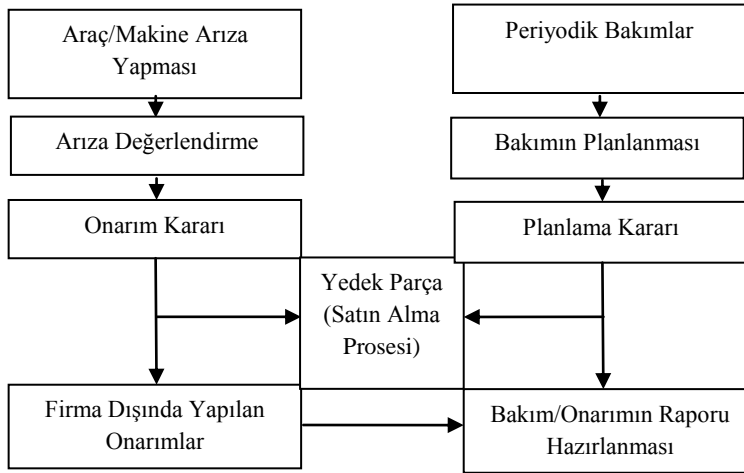 Araç/Makine Arıza
Yapması
Periyodik Bakımlar
Arıza Değerlendirme
Bakımın Planlanması
Onarım Kararı
Planlama Kararı
Yedek Parça
(Satın Alma
Prosesi)
Firma Dışında Yapılan
Onarımlar
Bakım/Onarımın Raporu
Hazırlanması